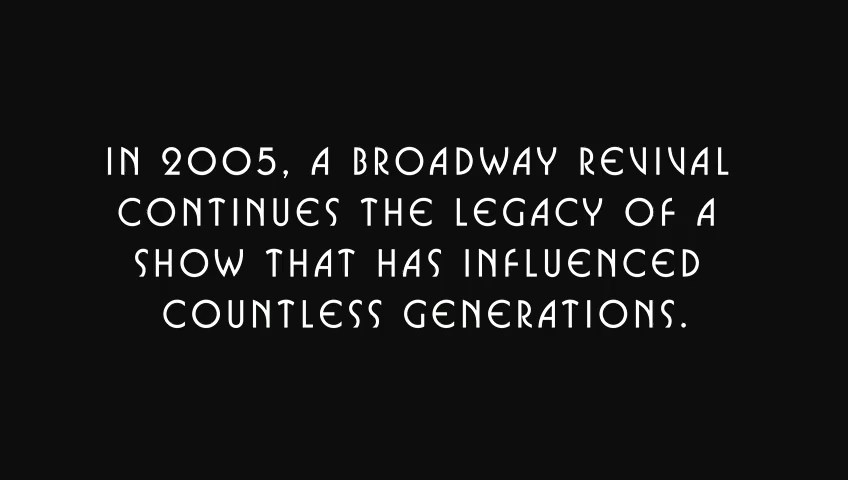 IN 2005, A BROADWAY REVIVAL
CONTINUES THE LEGACY OF A
SHOW THAT HAS INFLUENCED
COUNTLESS GENERATIONS.